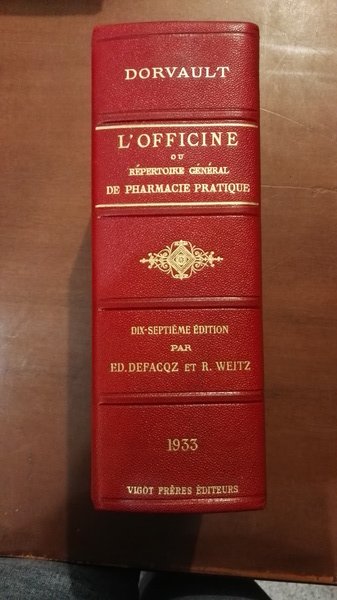 DORVAULT
L'OFFICINE
OU
RÉPERTOIRE GÉNÉRAL
DE PHARMACIE PRATIQUE
DIX-SEPTIÈME ÉDITION
PAR
ED. DEFACQZ ET R. WEITZ
1933
VIGOT FRÈRES ÉDITEURS